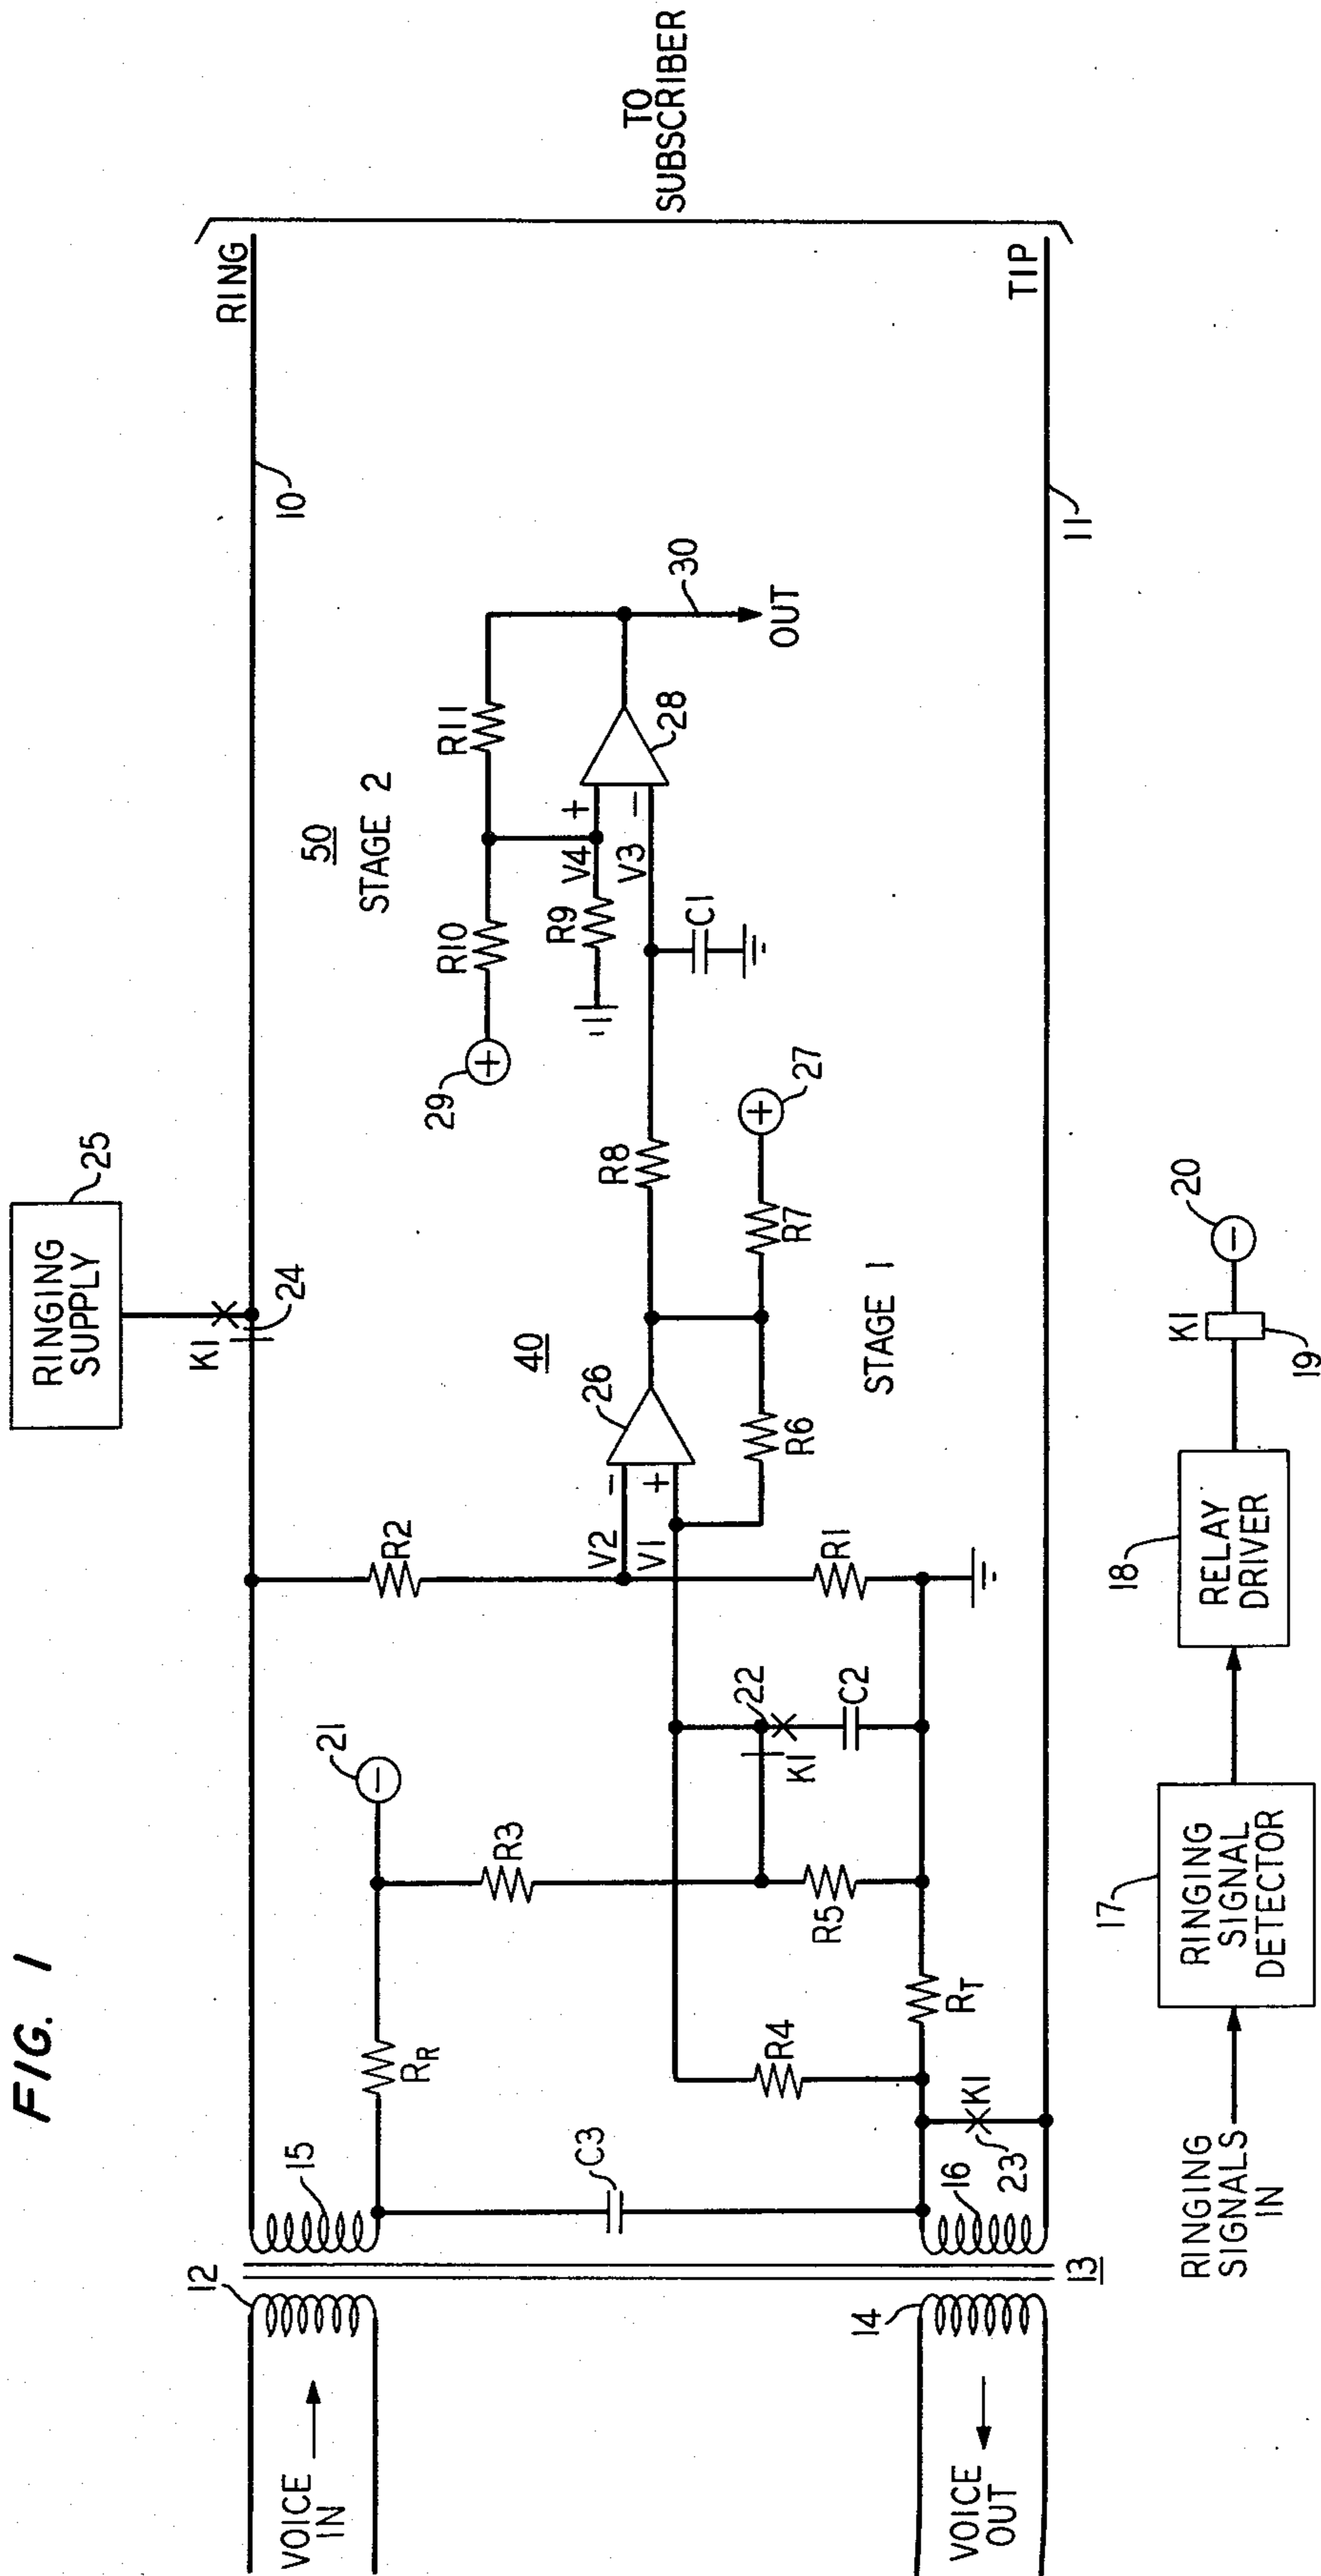 FIG. 1
RINGING
SUPPLY
25
K1
24
RING
10
TO
SUBSCRIBER
12
VOICE
IN
15
RR
21
R3
R2
C3
R4
R5
22
K1
C2
V2
V1
R1
26
40
R6
R7
27
STAGE 1
R8
50
STAGE 2
29
R10
R11
R9
V4
V3
+
−
28
C1
30
OUT
14
VOICE
OUT
13
16
23
K1
RT
11
TIP
RINGING
SIGNALS
IN
17
RINGING
SIGNAL
DETECTOR
18
RELAY
DRIVER
K1
19
20
−
−
+
−
+
+